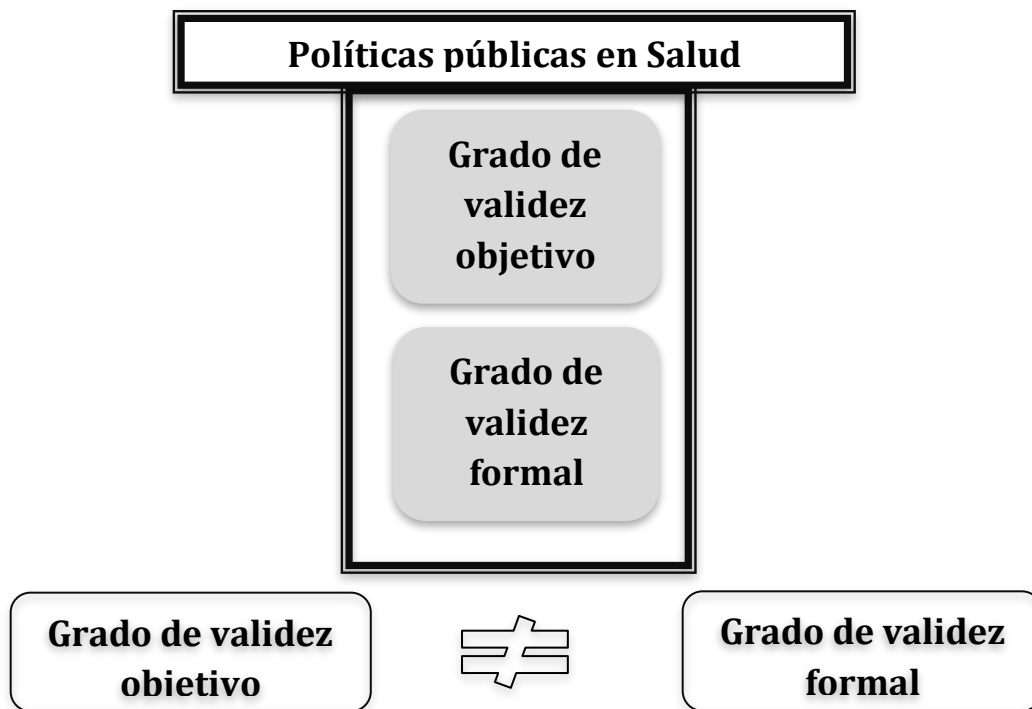 Políticas públicas en Salud
Grado de
validez
objetivo
Grado de
validez
formal
Grado de validez
objetivo
≠
Grado de validez
formal